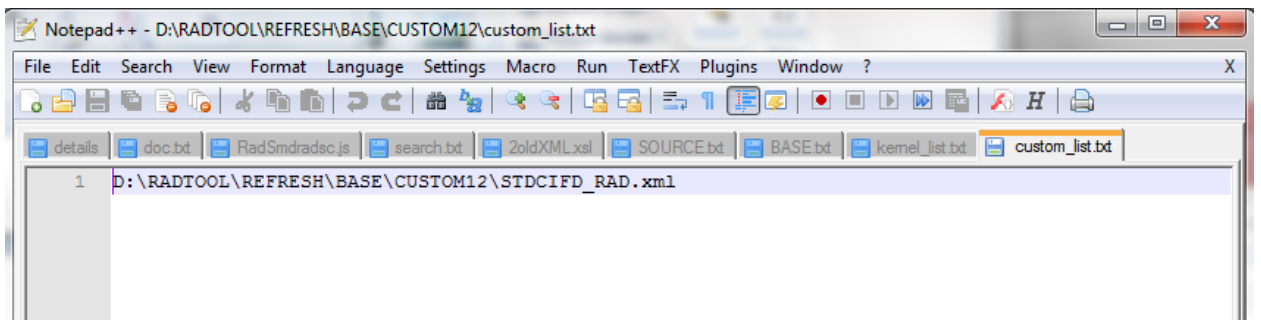 Notepad++ - D:\RADTOOL\REFRESH\BASE\CUSTOM12\custom_list.txt
File Edit Search View Format Language Settings Macro Run TextFX Plugins Window ? X
details doc.txt RadSmdradsc.js search.txt 2oldXML.xsl SOURCE.txt BASE.txt kernel_list.txt custom_list.txt
1 D:\RADTOOL\REFRESH\BASE\CUSTOM12\STDCIFD_RAD.xml